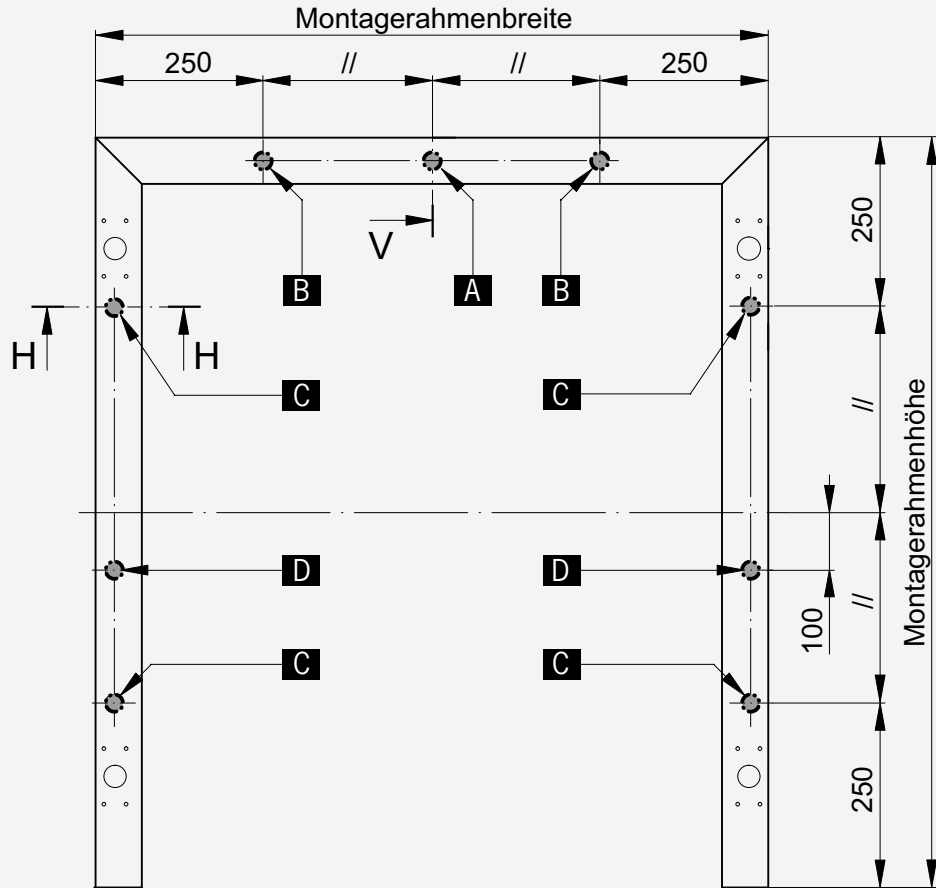 Montagerahmenbreite
250 // // 250
250
V
B A B
H H
C C
//
Montagerahmenhöhe
D D
100
//
C C
250